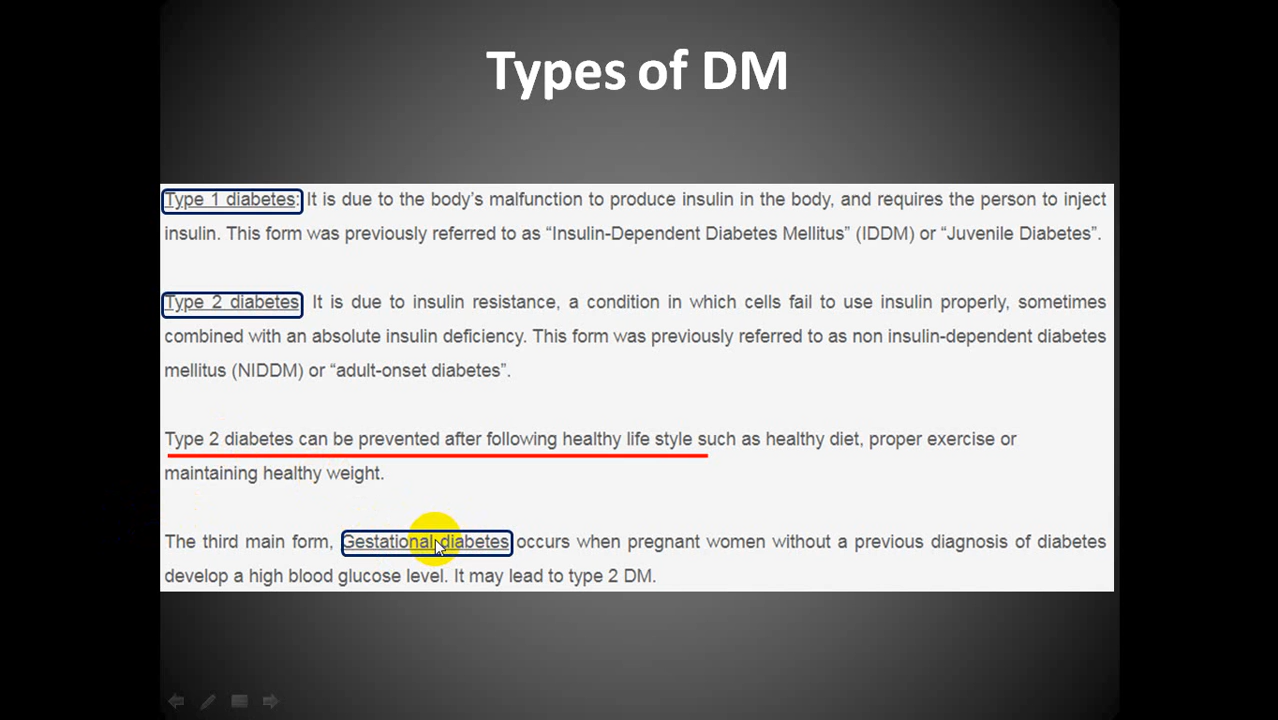 Types of DM
Type 1 diabetes: It is due to the body’s malfunction to produce insulin in the body, and requires the person to inject
insulin. This form was previously referred to as “Insulin-Dependent Diabetes Mellitus” (IDDM) or “Juvenile Diabetes”.
Type 2 diabetes It is due to insulin resistance, a condition in which cells fail to use insulin properly, sometimes
combined with an absolute insulin deficiency. This form was previously referred to as non insulin-dependent diabetes
mellitus (NIDDM) or “adult-onset diabetes”.
Type 2 diabetes can be prevented after following healthy life style such as healthy diet, proper exercise or
maintaining healthy weight.
The third main form, Gestational diabetes occurs when pregnant women without a previous diagnosis of diabetes
develop a high blood glucose level. It may lead to type 2 DM.